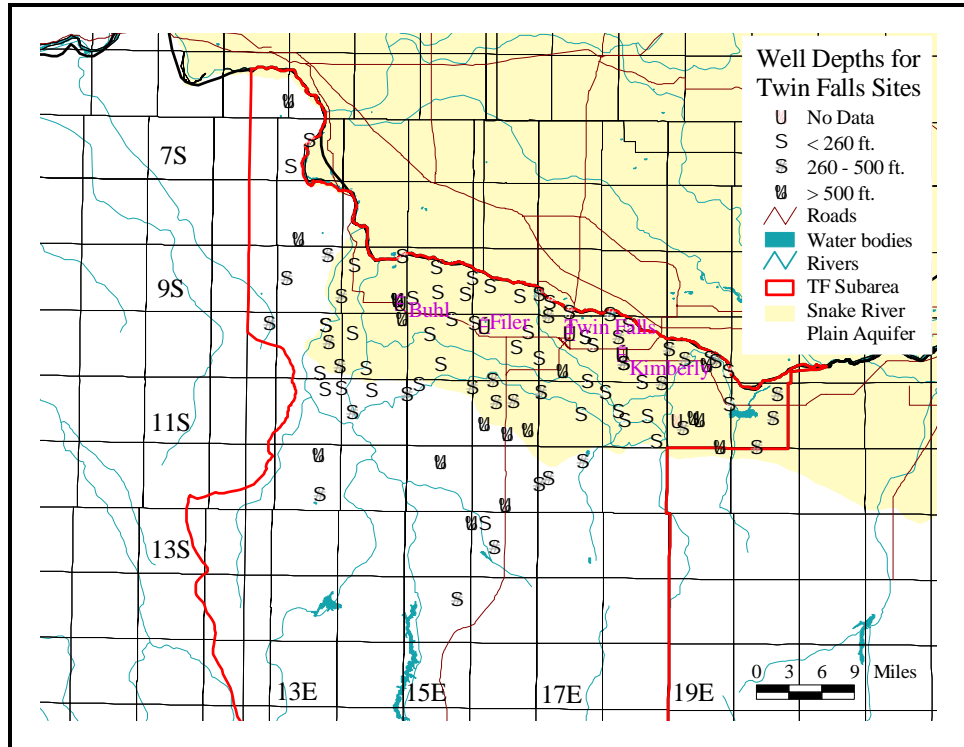 Well Depths for
Twin Falls Sites
U No Data
S < 260 ft.
S 260 - 500 ft.
U > 500 ft.
Roads
Water bodies
Rivers
TF Subarea
Snake River
Plain Aquifer
7S
9S
Buhl
Filer
Twin Falls
Kimberly
11S
13S
13E
15E
17E
19E
0 3 6 9 Miles